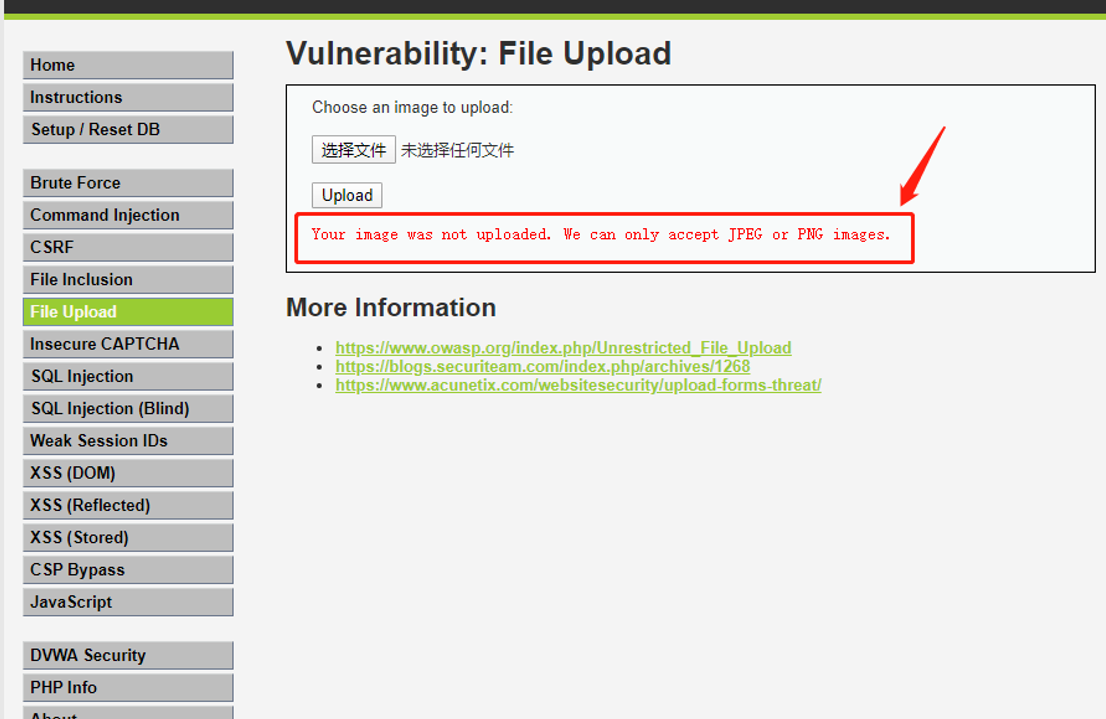 Vulnerability: File Upload
Home
Instructions
Setup / Reset DB
Brute Force
Command Injection
CSRF
File Inclusion
File Upload
Insecure CAPTCHA
SQL Injection
SQL Injection (Blind)
Weak Session IDs
XSS (DOM)
XSS (Reflected)
XSS (Stored)
CSP Bypass
JavaScript
DVWA Security
PHP Info
About
Choose an image to upload:
选择文件 未选择任何文件
Upload
Your image was not uploaded. We can only accept JPEG or PNG images.
More Information
https://www.owasp.org/index.php/Unrestricted_File_Upload
https://blogs.securiteam.com/index.php/archives/1268
https://www.acunetix.com/websitesecurity/upload-forms-threat/